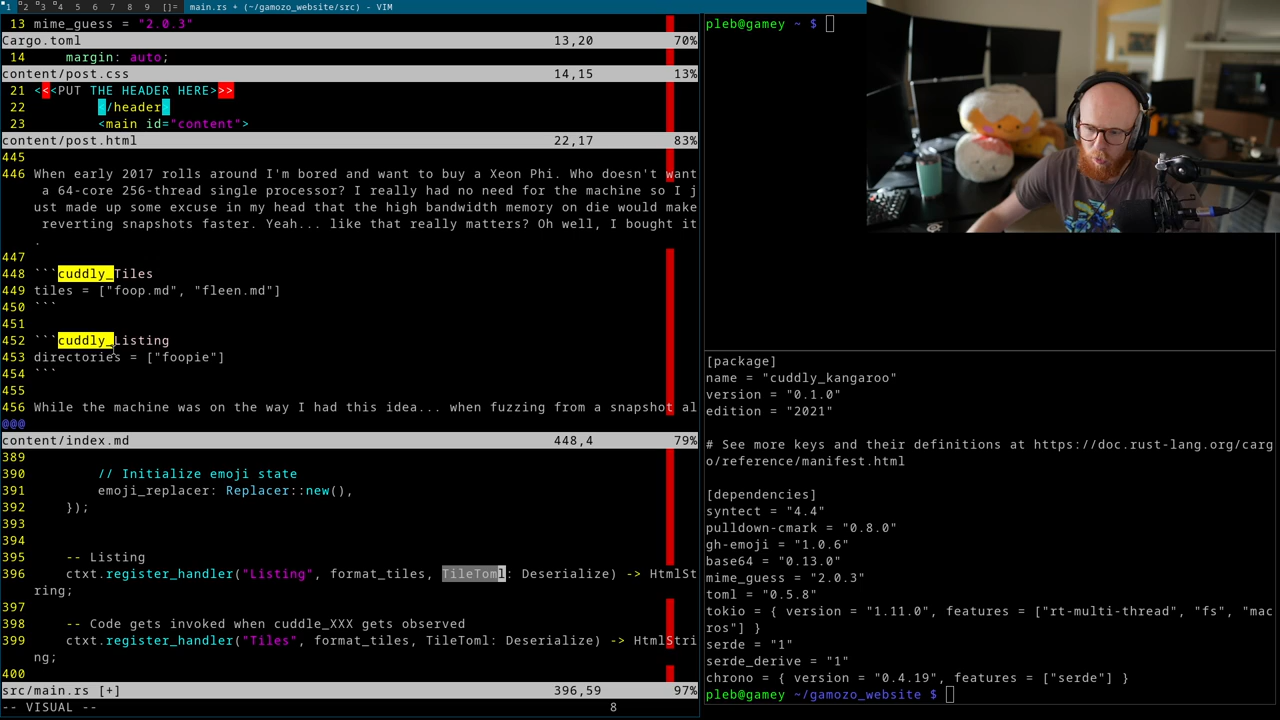 1 2 3 4 5 6 7 8 9 []= main.rs + (~/gamozo_website/src) - VIM
13 mime_guess = "2.0.3"
Cargo.toml 13,20 70%
14 margin: auto;
content/post.css 14,15 13%
21 <<<PUT THE HEADER HERE>>>
22 </header>
23 <main id="content">
content/post.html 22,17 83%
445
446 When early 2017 rolls around I'm bored and want to buy a Xeon Phi. Who doesn't want
a 64-core 256-thread single processor? I really had no need for the machine so I j
ust made up some excuse in my head that the high bandwidth memory on die would make
reverting snapshots faster. Yeah... like that really matters? Oh well, I bought it
.
447
448 ```cuddly_Tiles
449 tiles = ["foop.md", "fleen.md"]
450 ```
451
452 ```cuddly_Listing
453 directories = ["foopie"]
454 ```
455
456 While the machine was on the way I had this idea... when fuzzing from a snapshot al
@@@
content/index.md 448,4 79%
389
390 // Initialize emoji state
391 emoji_replacer: Replacer::new(),
392 });
393
394
395 -- Listing
396 ctxt.register_handler("Listing", format_tiles, TileToml: Deserialize) -> HtmlSt
ring;
397
398 -- Code gets invoked when cuddle_XXX gets observed
399 ctxt.register_handler("Tiles", format_tiles, TileToml: Deserialize) -> HtmlStri
ng;
400
src/main.rs [+] 396,59 97%
-- VISUAL -- 8
pleb@gamey ~ $
[package]
name = "cuddly_kangaroo"
version = "0.1.0"
edition = "2021"
# See more keys and their definitions at https://doc.rust-lang.org/carg
o/reference/manifest.html
[dependencies]
syntect = "4.4"
pulldown-cmark = "0.8.0"
gh-emoji = "1.0.6"
base64 = "0.13.0"
mime_guess = "2.0.3"
toml = "0.5.8"
tokio = { version = "1.11.0", features = ["rt-multi-thread", "fs", "mac
ros"] }
serde = "1"
serde_derive = "1"
chrono = { version = "0.4.19", features = ["serde"] }
pleb@gamey ~/gamozo_website $